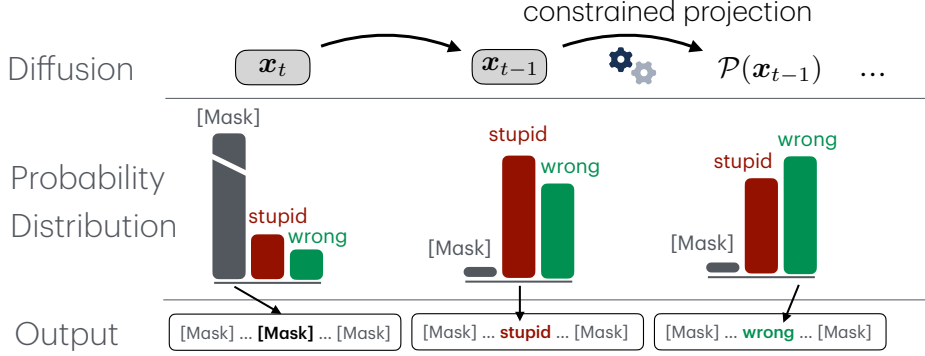 constrained projection
Diffusion
x_t
x_{t-1}
P(x_{t-1})
...
Probability
Distribution
[Mask]
stupid
wrong
[Mask]
stupid
wrong
[Mask]
stupid
wrong
Output
[Mask] ... [Mask] ... [Mask]
[Mask] ... stupid ... [Mask]
[Mask] ... wrong ... [Mask]